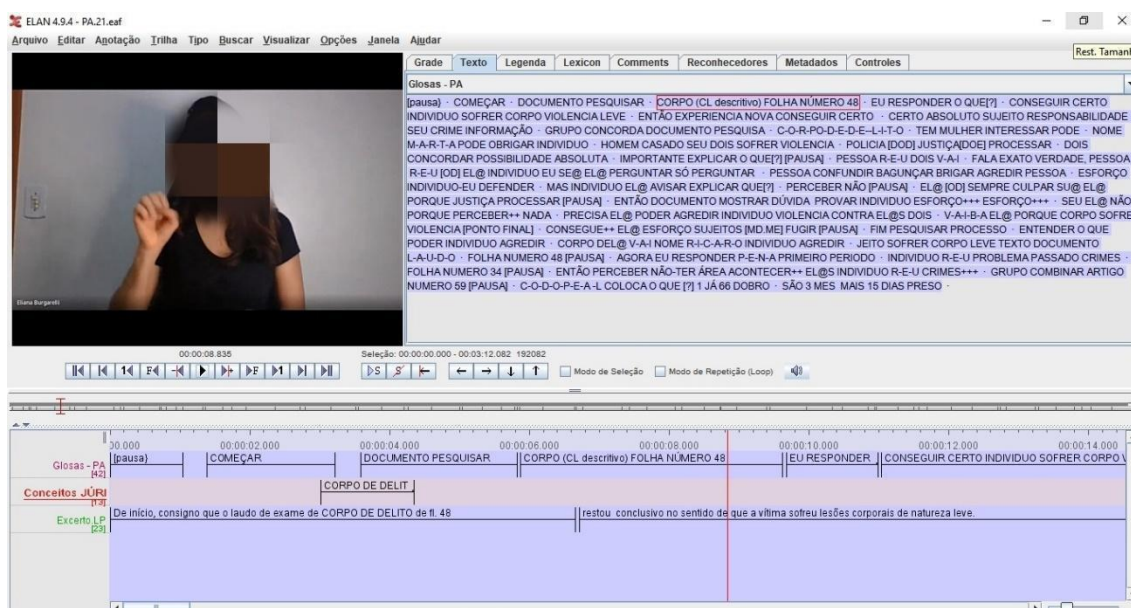 ELAN 4.9.4 - PA.21.eaf
Arquivo Editar Anotação Trilha Tipo Buscar Visualizar Opções Janela Ajudar
Rest. Taman
Grade Texto Legenda Lexicon Comments Reconhecedores Metadados Controles
Glosas - PA
[pausa) · COMEÇAR · DOCUMENTO PESQUISAR · CORPO (CL descritivo) FOLHA NÚMERO 48 · EU RESPONDER O QUE[?] · CONSEGUIR CERTO
INDIVIDUO SOFRER CORPO VIOLENCIA LEVE · ENTÃO EXPERIENCIA NOVA CONSEGUIR CERTO · CERTO ABSOLUTO SUJEITO RESPONSABILIDADE
SEU CRIME INFORMAÇÃO · GRUPO CONCORDA DOCUMENTO PESQUISA · C-O-R-PO-D-E-D-E--L-I-T-O · TEM MULHER INTERESSAR PODE · NOME
M-A-R-T-A PODE OBRIGAR INDIVIDUO · HOMEM CASADO SEU DOIS SOFRER VIOLENCIA · POLICIA [DOD] JUSTIÇA[DOE] PROCESSAR · DOIS
CONCORDAR POSSIBILIDADE ABSOLUTA · IMPORTANTE EXPLICAR O QUE[?] [PAUSA] · PESSOA R-E-U DOIS V-A-I · FALA EXATO VERDADE, PESSOA
R-E-U [OD] EL@ INDIVIDUO EU SE@ EL@ PERGUNTAR SÓ PERGUNTAR · PESSOA CONFUNDIR BAGUNÇAR BRIGAR AGREDIR PESSOA · ESFORÇO
INDIVIDUO-EU DEFENDER · MAS INDIVIDUO EL@ AVISAR EXPLICAR QUE[?] · PERCEBER NÃO [PAUSA] · EL@ [OD] SEMPRE CULPAR SU@ EL@
PORQUE JUSTIÇA PROCESSAR [PAUSA] · ENTÃO DOCUMENTO MOSTRAR DÚVIDA PROVAR INDIVIDUO ESFORÇO+++ ESFORÇO+++ · SEU EL@ NÃO
PORQUE PERCEBER++ NADA · PRECISA EL@ PODER AGREDIR INDIVIDUO VIOLENCIA CONTRA EL@S DOIS · V-A-I-B-A EL@ PORQUE CORPO SOFRE
VIOLENCIA [PONTO FINAL] · CONSEGUE++ EL@ ESFORÇO SUJEITOS [MD.ME] FUGIR [PAUSA] · FIM PESQUISAR PROCESSO · ENTENDER O QUE
PODER INDIVIDUO AGREDIR · CORPO DEL@ V-A-I NOME R-I-C-A-R-O INDIVIDUO AGREDIR · JEITO SOFRER CORPO LEVE TEXTO DOCUMENTO
L-A-U-D-O · FOLHA NUMERO 48 [PAUSA] · AGORA EU RESPONDER P-E-N-A PRIMEIRO PERIODO · INDIVIDUO R-E-U PROBLEMA PASSADO CRIMES ·
FOLHA NUMERO 34 [PAUSA] · ENTÃO PERCEBER NÃO-TER ÁREA ACONTECER++ EL@S INDIVIDUO R-E-U CRIMES+++ · GRUPO COMBINAR ARTIGO
NUMERO 59 [PAUSA] · C-O-D-O-P-E-A -L COLOCA O QUE [?] 1 JÁ 66 DOBRO · SÃO 3 MES MAIS 15 DIAS PRESO ·
Eliana Burgarelli
00:00:08.835
Seleção: 00:00:00.000 - 00:03:12.082 192082
Modo de Seleção Modo de Repetição (Loop)
00.000 00:00:02.000 00:00:04.000 00:00:06.000 00:00:08.000 00:00:10.000 00:00:12.000 00:00:14.000
Glosas - PA [pausa) COMEÇAR DOCUMENTO PESQUISAR CORPO (CL descritivo) FOLHA NÚMERO 48 EU RESPONDER CONSEGUIR CERTO INDIVIDUO SOFRER CORPO
[42]
Conceitos JÚRI CORPO DE DELIT
[13]
Excerto LP De início, consigno que o laudo de exame de CORPO DE DELITO de fl. 48 restou conclusivo no sentido de que a vítima sofreu lesões corporais de natureza leve.
[23]